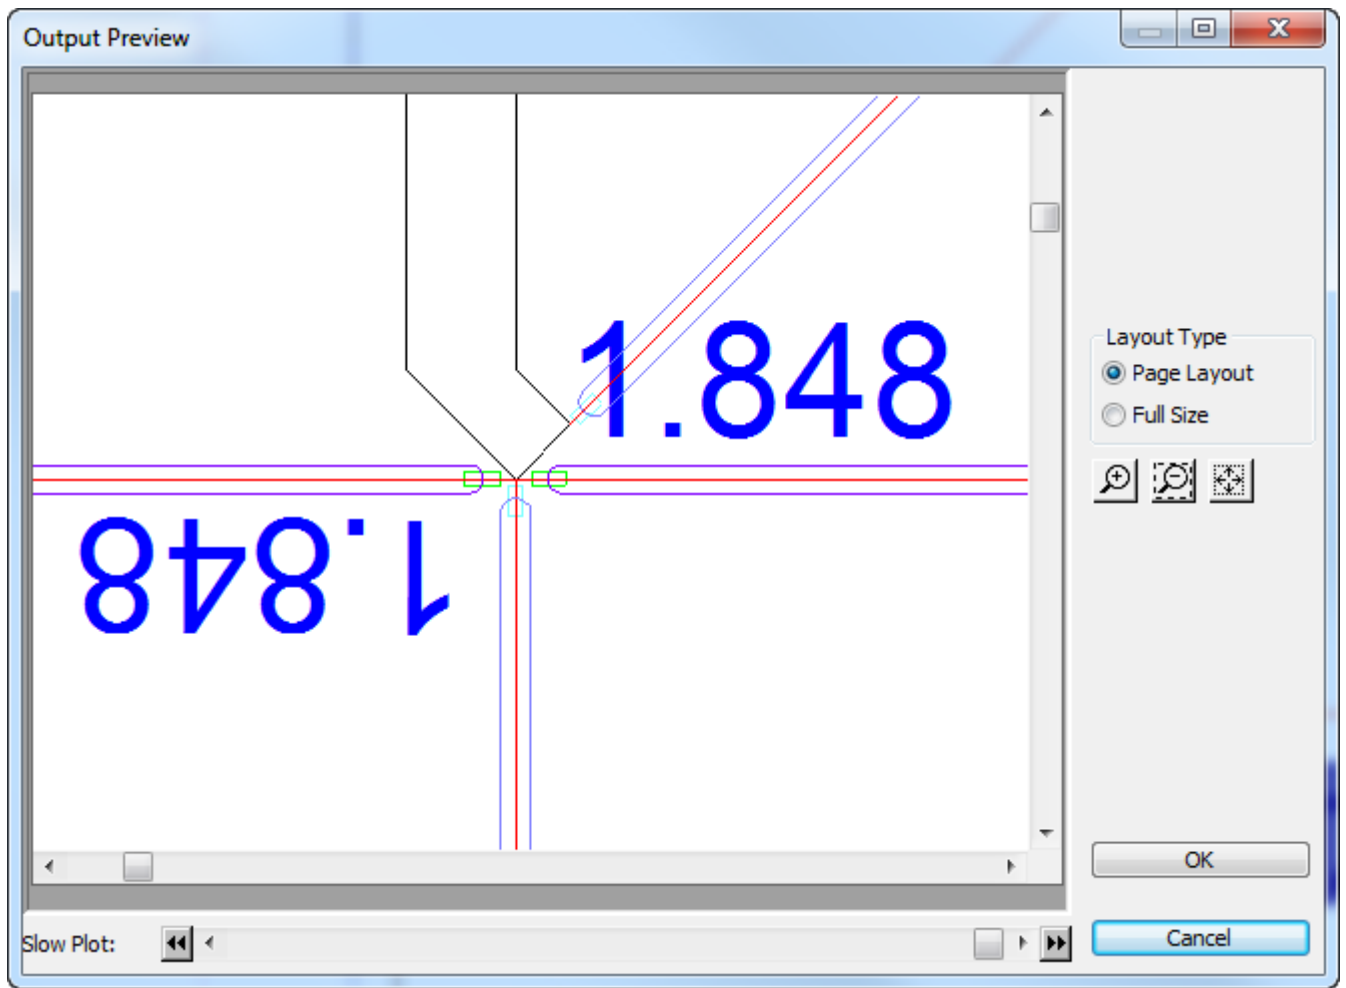 Output Preview
1.848
Layout Type
Page Layout
Full Size
1.848
OK
Slow Plot:
Cancel